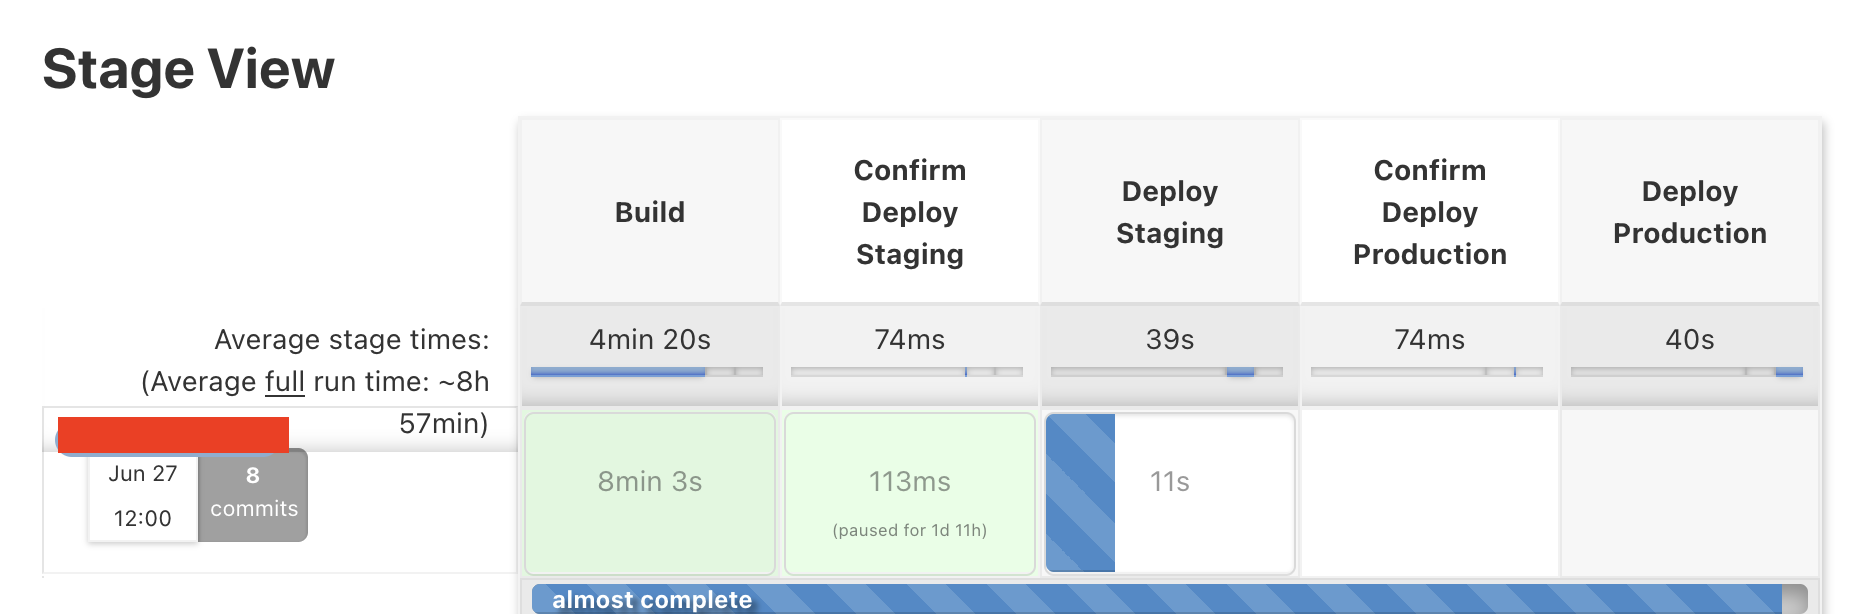 Stage View
Build
Confirm
Deploy
Staging
Deploy
Staging
Confirm
Deploy
Production
Deploy
Production
Average stage times:
(Average full run time: ~8h
57min)
4min 20s
74ms
39s
74ms
40s
Jun 27
12:00
8
commits
8min 3s
113ms
(paused for 1d 11h)
11s
almost complete